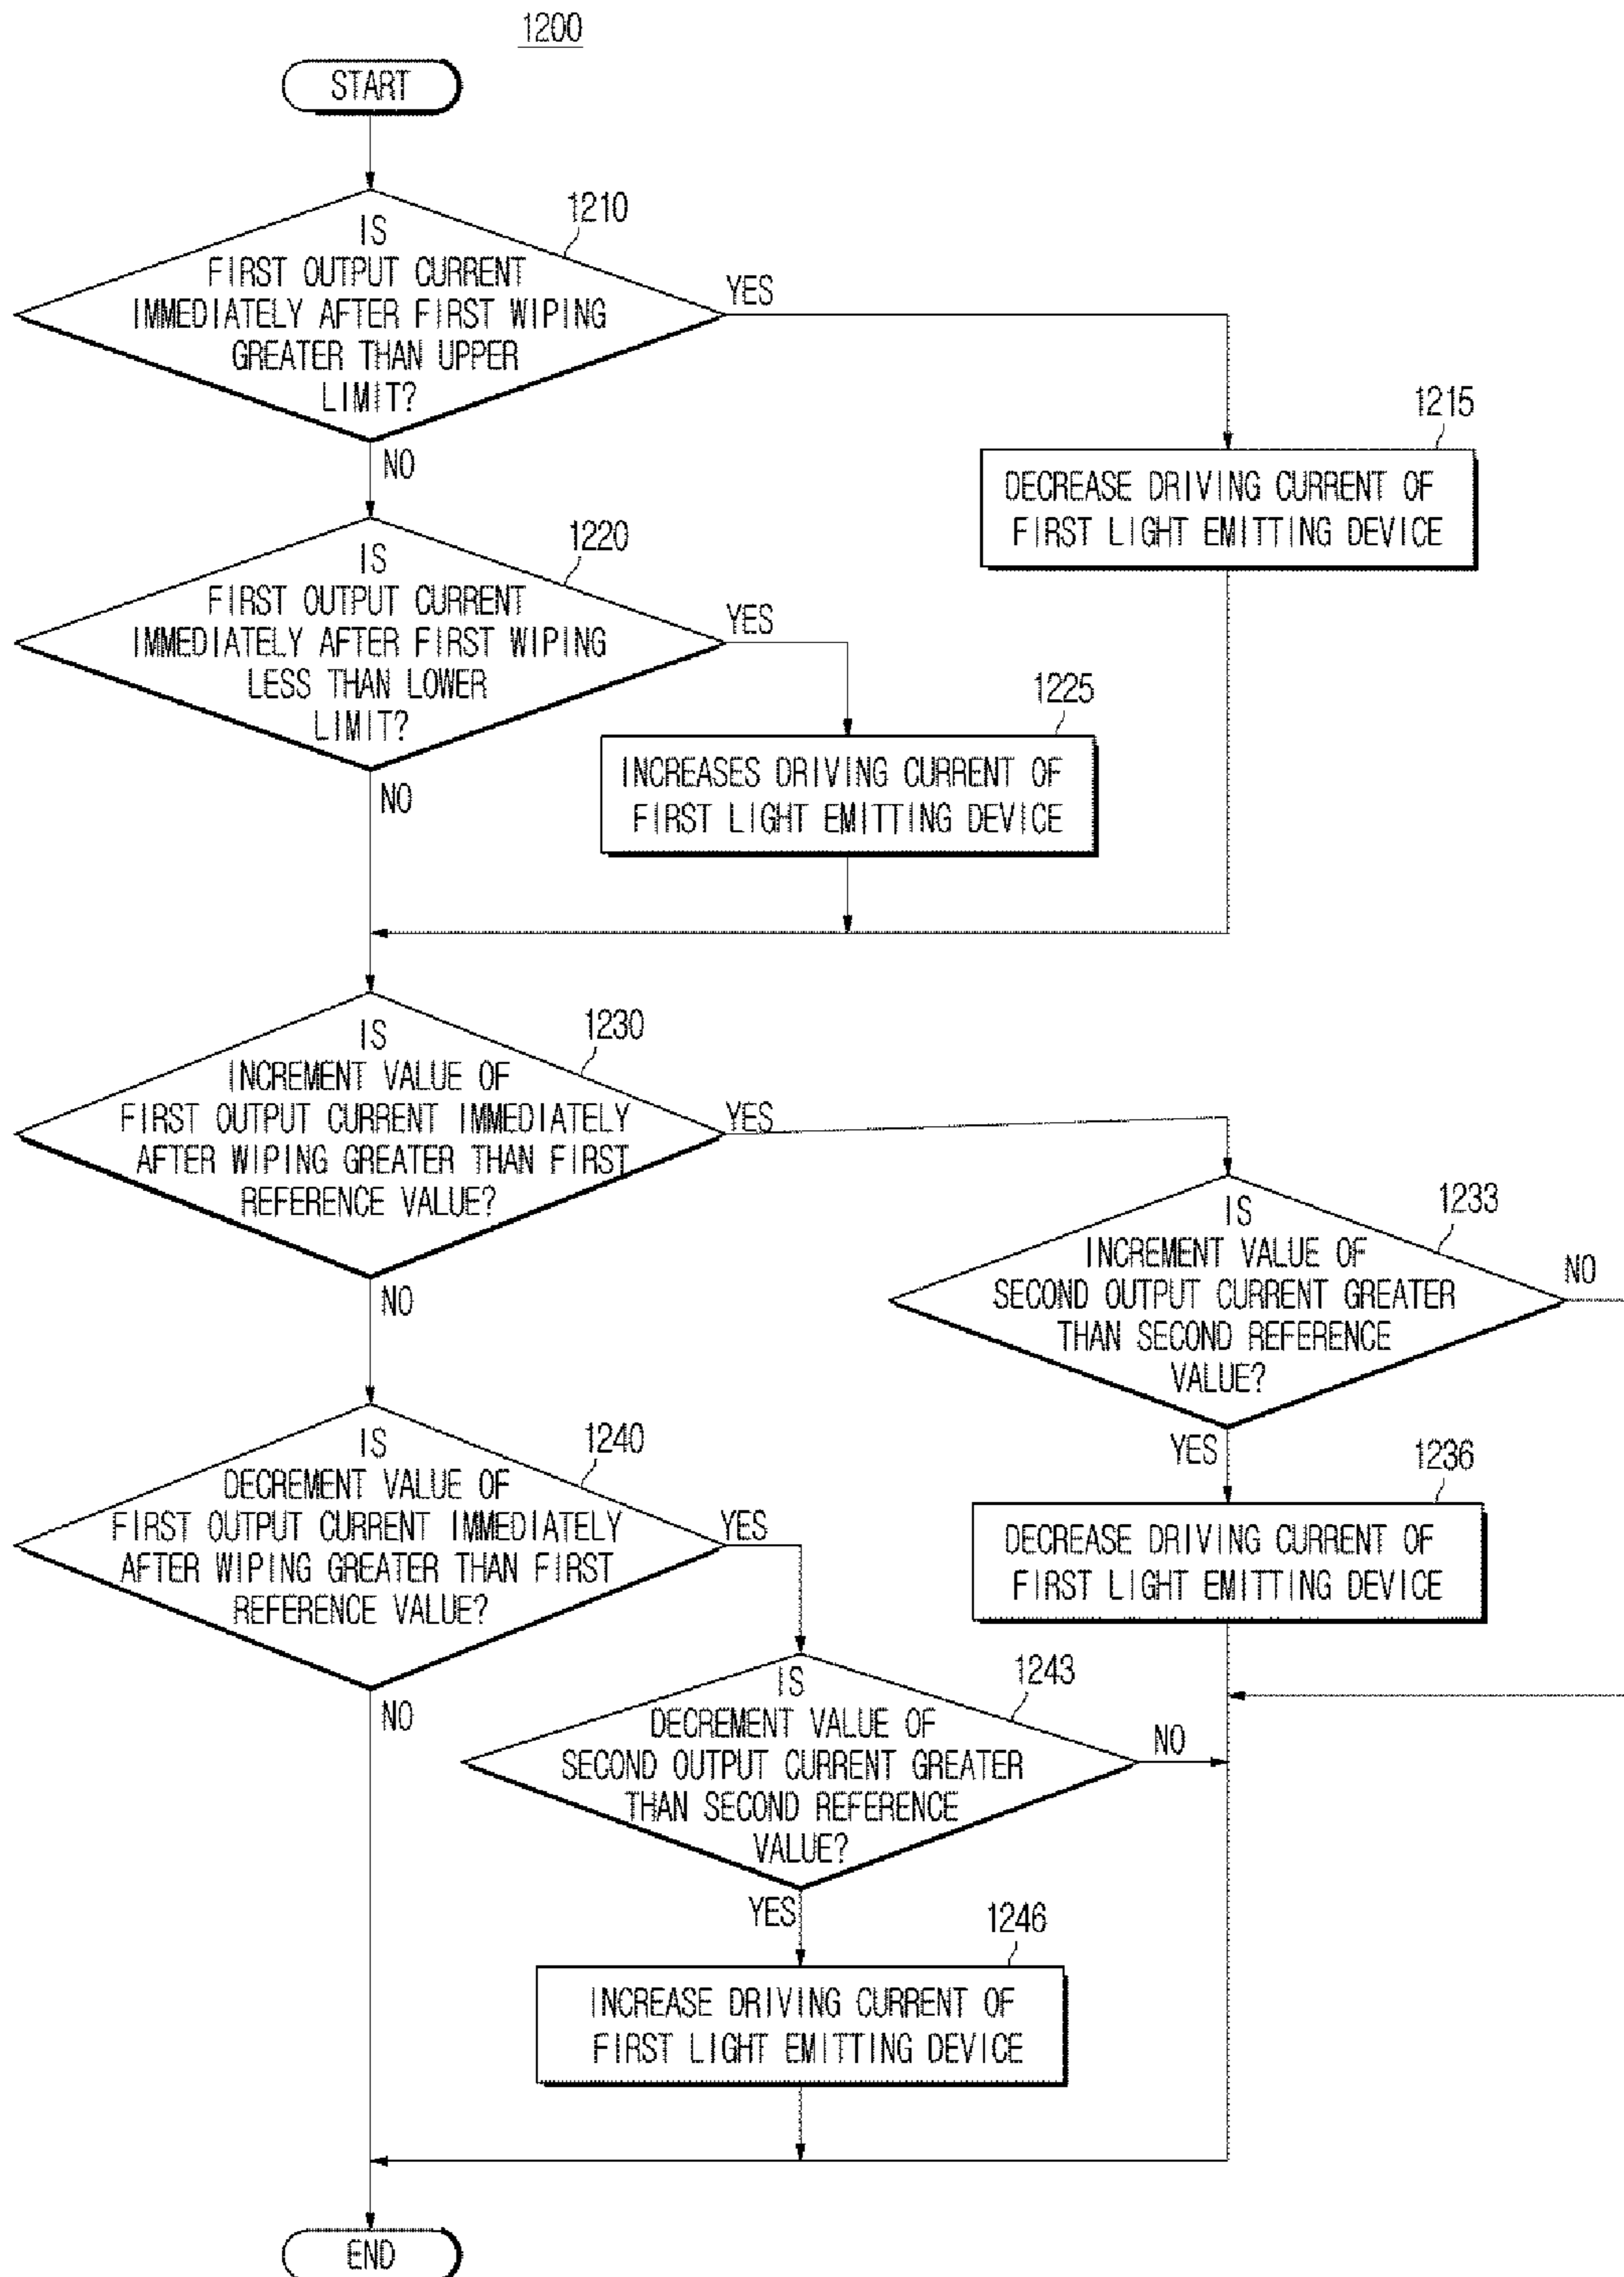 1200
START
1210
IS
FIRST OUTPUT CURRENT
IMMEDIATELY AFTER FIRST WIPING
GREATER THAN UPPER
LIMIT?
YES
NO
1215
DECREASE DRIVING CURRENT OF
FIRST LIGHT EMITTING DEVICE
1220
IS
FIRST OUTPUT CURRENT
IMMEDIATELY AFTER FIRST WIPING
LESS THAN LOWER
LIMIT?
YES
NO
1225
INCREASES DRIVING CURRENT OF
FIRST LIGHT EMITTING DEVICE
1230
IS
INCREMENT VALUE OF
FIRST OUTPUT CURRENT IMMEDIATELY
AFTER WIPING GREATER THAN FIRST
REFERENCE VALUE?
YES
NO
1233
IS
INCREMENT VALUE OF
SECOND OUTPUT CURRENT GREATER
THAN SECOND REFERENCE
VALUE?
NO
YES
1236
DECREASE DRIVING CURRENT OF
FIRST LIGHT EMITTING DEVICE
1240
IS
DECREMENT VALUE OF
FIRST OUTPUT CURRENT IMMEDIATELY
AFTER WIPING GREATER THAN FIRST
REFERENCE VALUE?
YES
NO
1243
IS
DECREMENT VALUE OF
SECOND OUTPUT CURRENT GREATER
THAN SECOND REFERENCE
VALUE?
NO
YES
1246
INCREASE DRIVING CURRENT OF
FIRST LIGHT EMITTING DEVICE
END